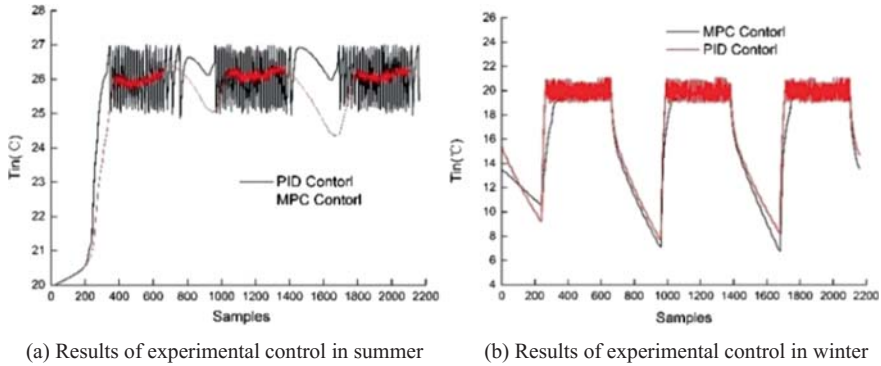 28
27
26
25
24
23
22
21
20
Tin(C)
PID Contorl
MPC Contorl
0 200 400 600 800 1000 1200 1400 1600 1800 2000 2200
Samples
(a) Results of experimental control in summer
26
24
22
20
18
16
14
12
10
8
6
4
Tin(℃)
MPC Contorl
PID Contorl
0 200 400 600 800 1000 1200 1400 1600 1800 2000 2200
Samples
(b) Results of experimental control in winter